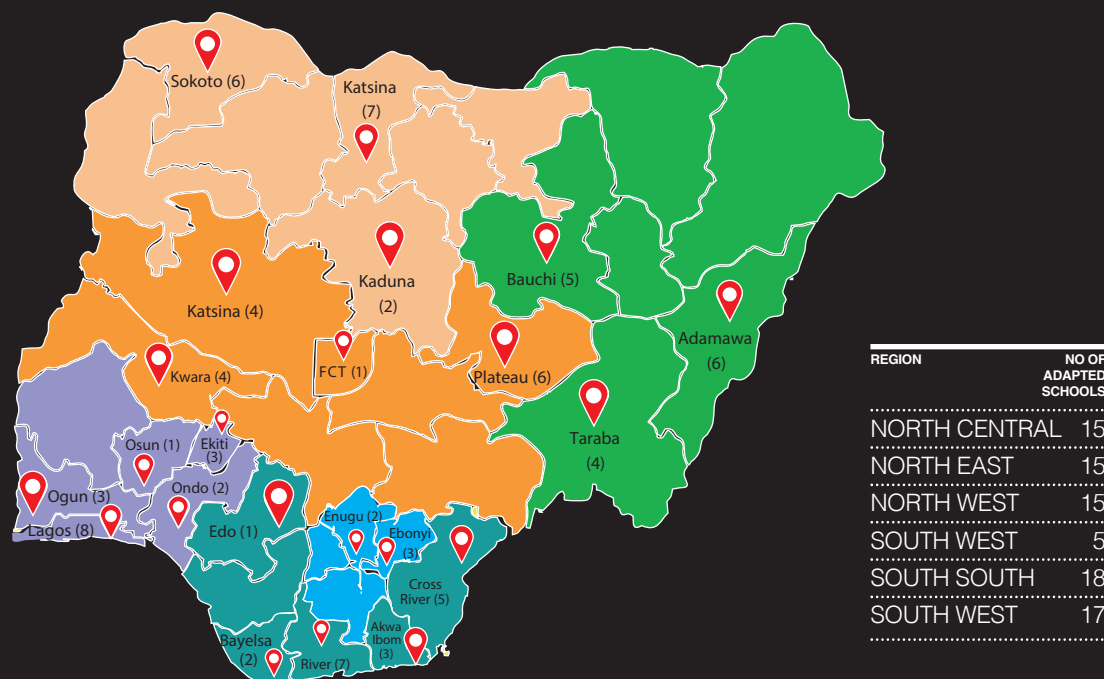 Sokoto (6)
Katsina
(7)
Katsina (4)
Kaduna
(2)
Bauchi (5)
Adamawa
(6)
Kwara (4)
FCT (1)
Plateau (6)
Taraba
(4)
Osun (1)
Ekiti
(3)
Ogun (3)
Ondo (2)
Lagos (8)
Edo (1)
Enugu (2)
Ebonyi
(3)
Cross
River (5)
Akwa
Ibom
(3)
Bayelsa
(2)
River (7)
REGION NO OF
ADAPTED
SCHOOLS
NORTH CENTRAL 15
NORTH EAST 15
NORTH WEST 15
SOUTH WEST 5
SOUTH SOUTH 18
SOUTH WEST 17